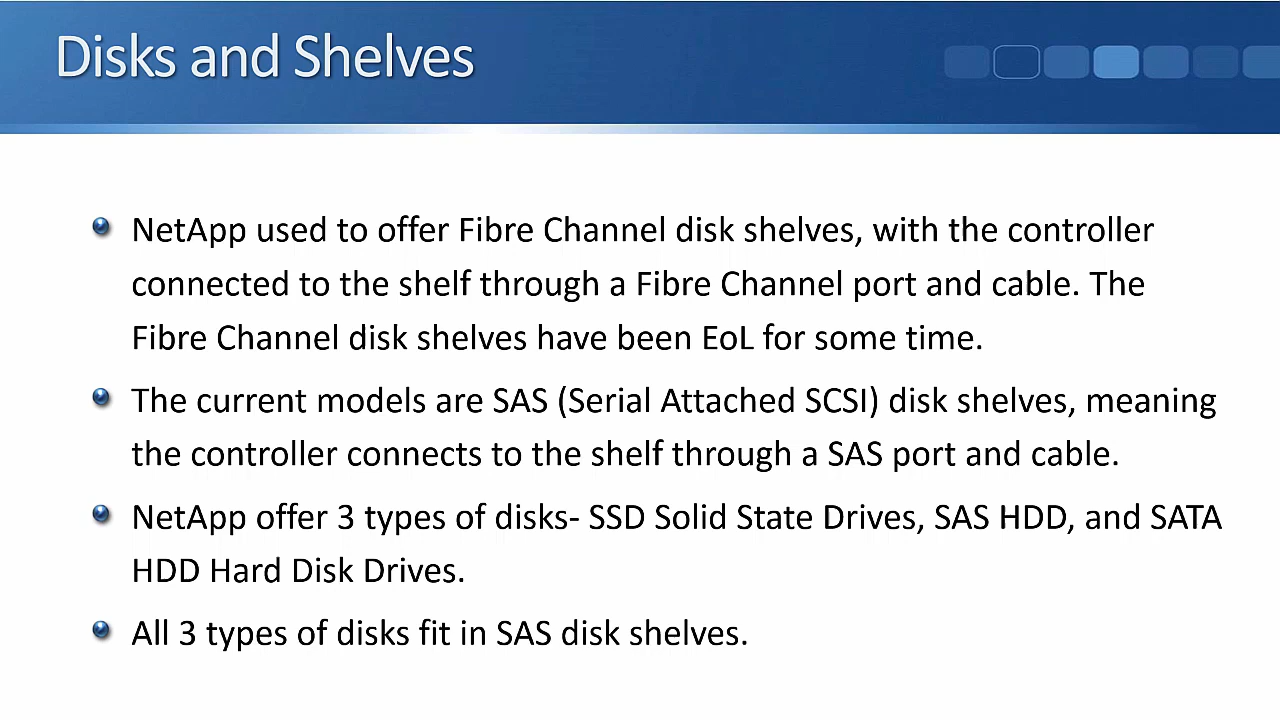 Disks and Shelves
NetApp used to offer Fibre Channel disk shelves, with the controller
connected to the shelf through a Fibre Channel port and cable. The
Fibre Channel disk shelves have been EoL for some time.
The current models are SAS (Serial Attached SCSI) disk shelves, meaning
the controller connects to the shelf through a SAS port and cable.
NetApp offer 3 types of disks- SSD Solid State Drives, SAS HDD, and SATA
HDD Hard Disk Drives.
All 3 types of disks fit in SAS disk shelves.